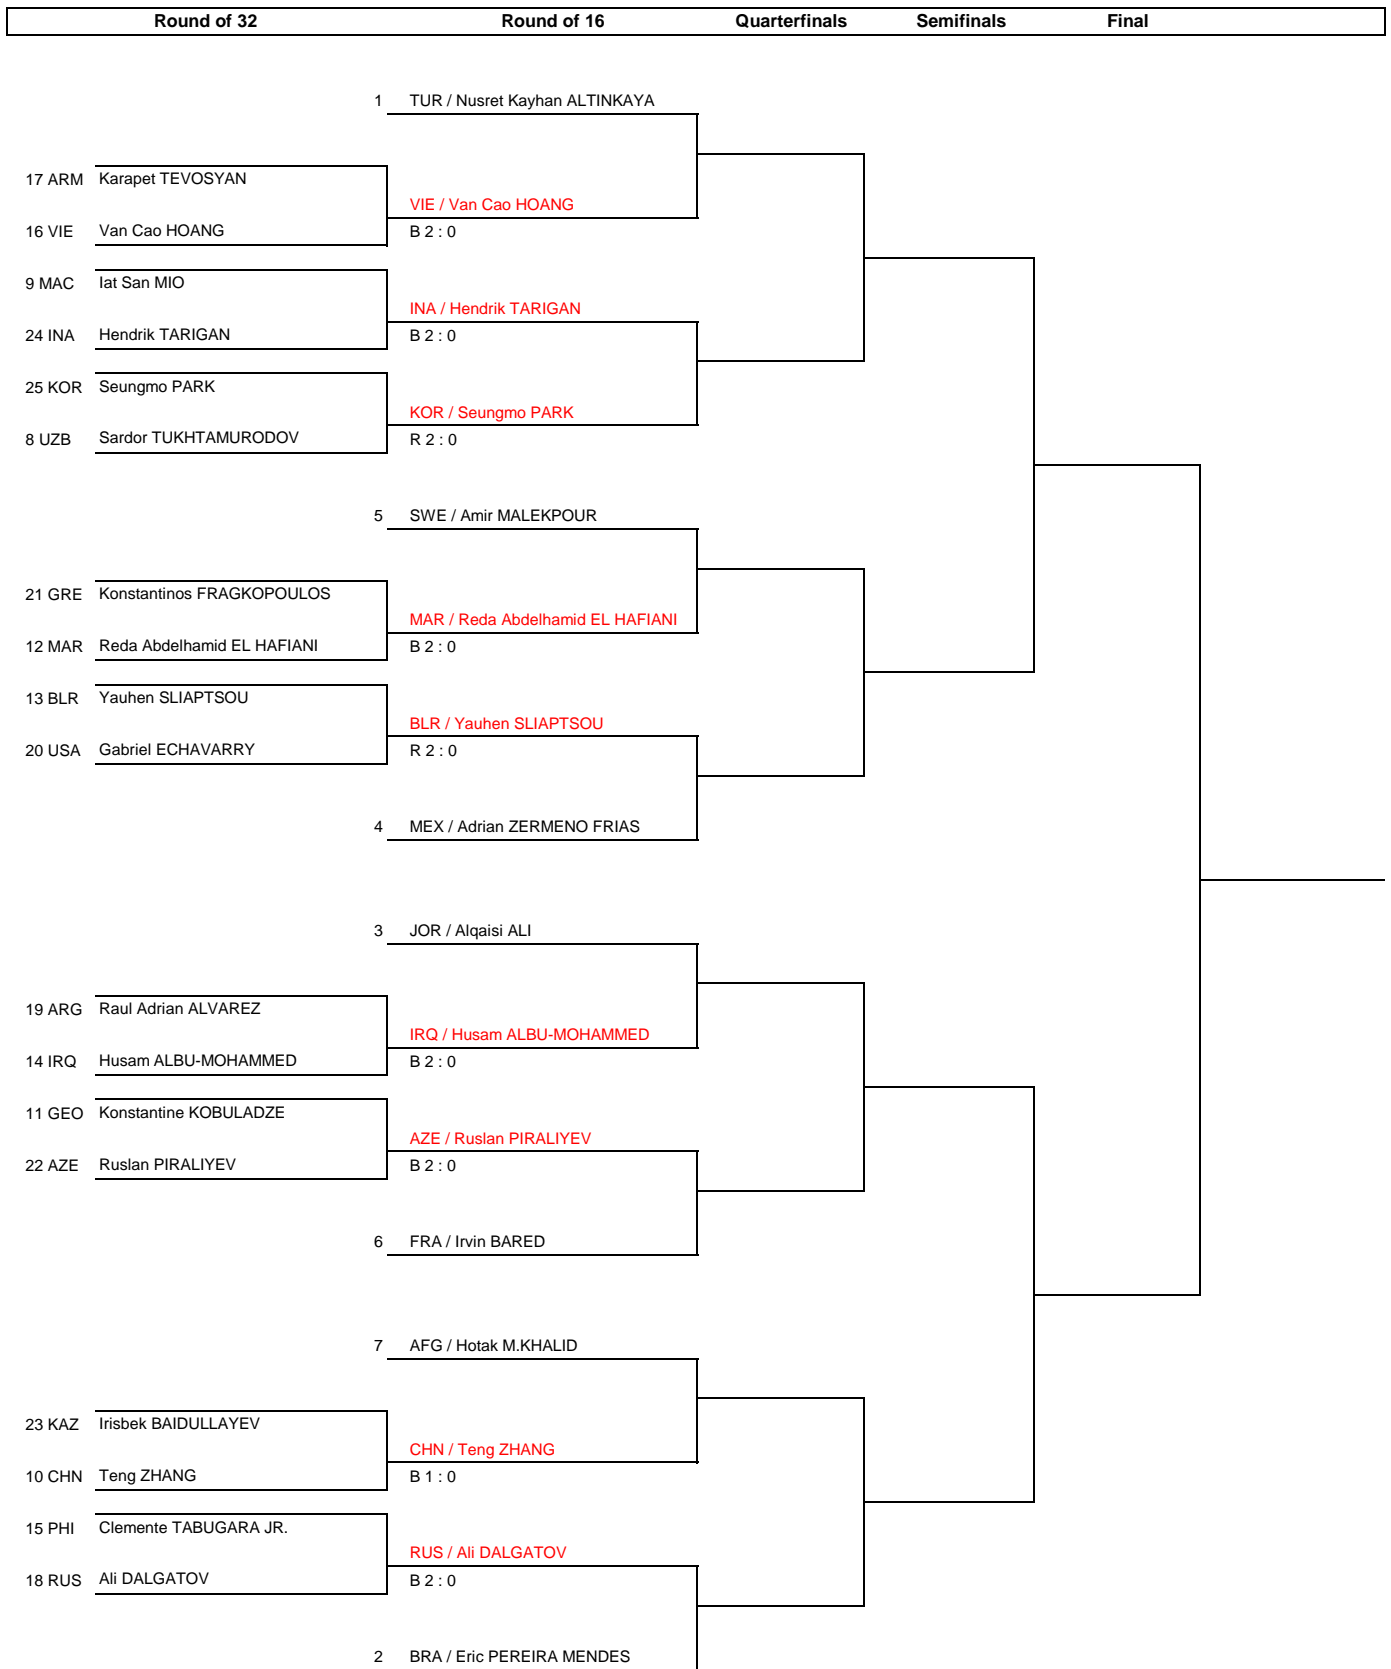 Round of 32 Round of 16 Quarterfinals Semifinals Final
1 TUR / Nusret Kayhan ALTINKAYA
17 ARM Karapet TEVOSYAN
VIE / Van Cao HOANG
16 VIE Van Cao HOANG B 2 : 0
9 MAC Iat San MIO
INA / Hendrik TARIGAN
24 INA Hendrik TARIGAN B 2 : 0
25 KOR Seungmo PARK
KOR / Seungmo PARK
8 UZB Sardor TUKHTAMURODOV R 2 : 0
5 SWE / Amir MALEKPOUR
21 GRE Konstantinos FRAGKOPOULOS
MAR / Reda Abdelhamid EL HAFIANI
12 MAR Reda Abdelhamid EL HAFIANI B 2 : 0
13 BLR Yauhen SLIAPTSOU
BLR / Yauhen SLIAPTSOU
20 USA Gabriel ECHAVARRY R 2 : 0
4 MEX / Adrian ZERMENO FRIAS
3 JOR / Alqaisi ALI
19 ARG Raul Adrian ALVAREZ
IRQ / Husam ALBU-MOHAMMED
14 IRQ Husam ALBU-MOHAMMED B 2 : 0
11 GEO Konstantine KOBULADZE
AZE / Ruslan PIRALIYEV
22 AZE Ruslan PIRALIYEV B 2 : 0
6 FRA / Irvin BARED
7 AFG / Hotak M.KHALID
23 KAZ Irisbek BAIDULLAYEV
CHN / Teng ZHANG
10 CHN Teng ZHANG B 1 : 0
15 PHI Clemente TABUGARA JR.
RUS / Ali DALGATOV
18 RUS Ali DALGATOV B 2 : 0
2 BRA / Eric PEREIRA MENDES